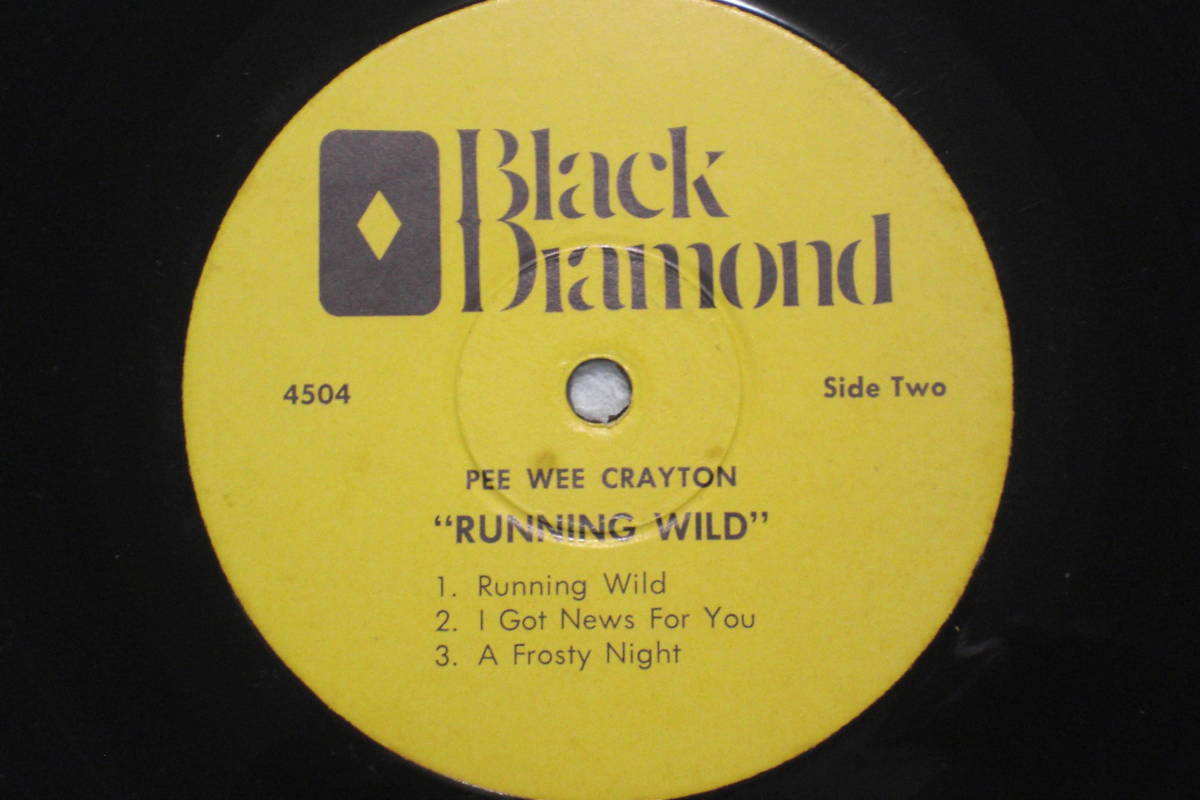 Black
Diamond
4504
Side Two
PEE WEE CRAYTON
“RUNNING WILD”
1. Running Wild
2. I Got News For You
3. A Frosty Night